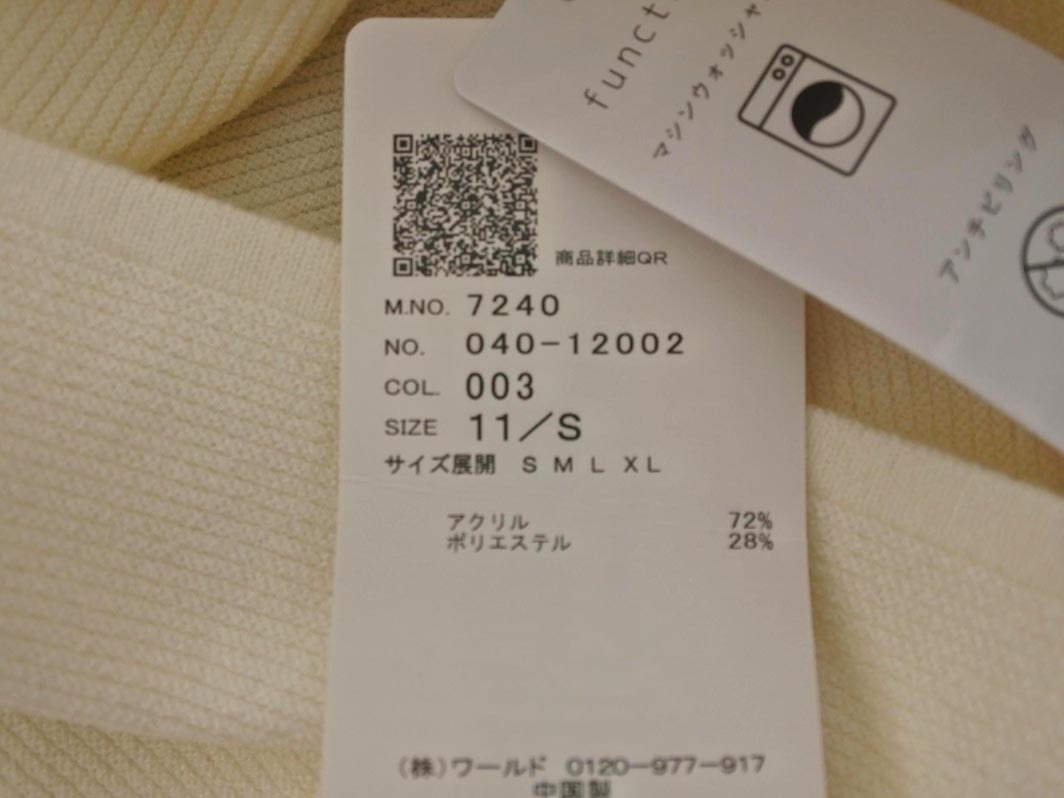 funct
マシンウォッシャ
アンチピリング
商品詳細QR
M.NO. 7240
NO. 040-12002
COL. 003
SIZE 11/S
サイズ展開 S M L XL
アクリル 72%
ポリエステル 28%
(株)ワールド 0120-977-917
中国製